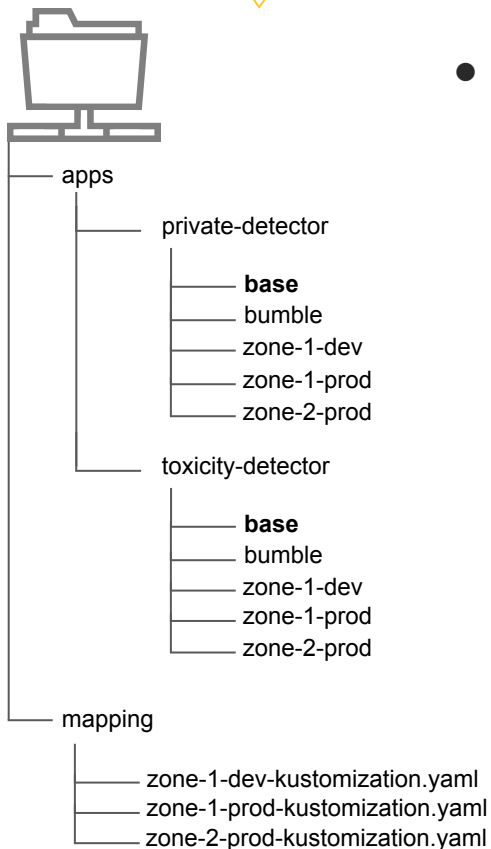 apps
private-detector
base
bumble
zone-1-dev
zone-1-prod
zone-2-prod
toxicity-detector
base
bumble
zone-1-dev
zone-1-prod
zone-2-prod
mapping
zone-1-dev-kustomization.yaml
zone-1-prod-kustomization.yaml
zone-2-prod-kustomization.yaml